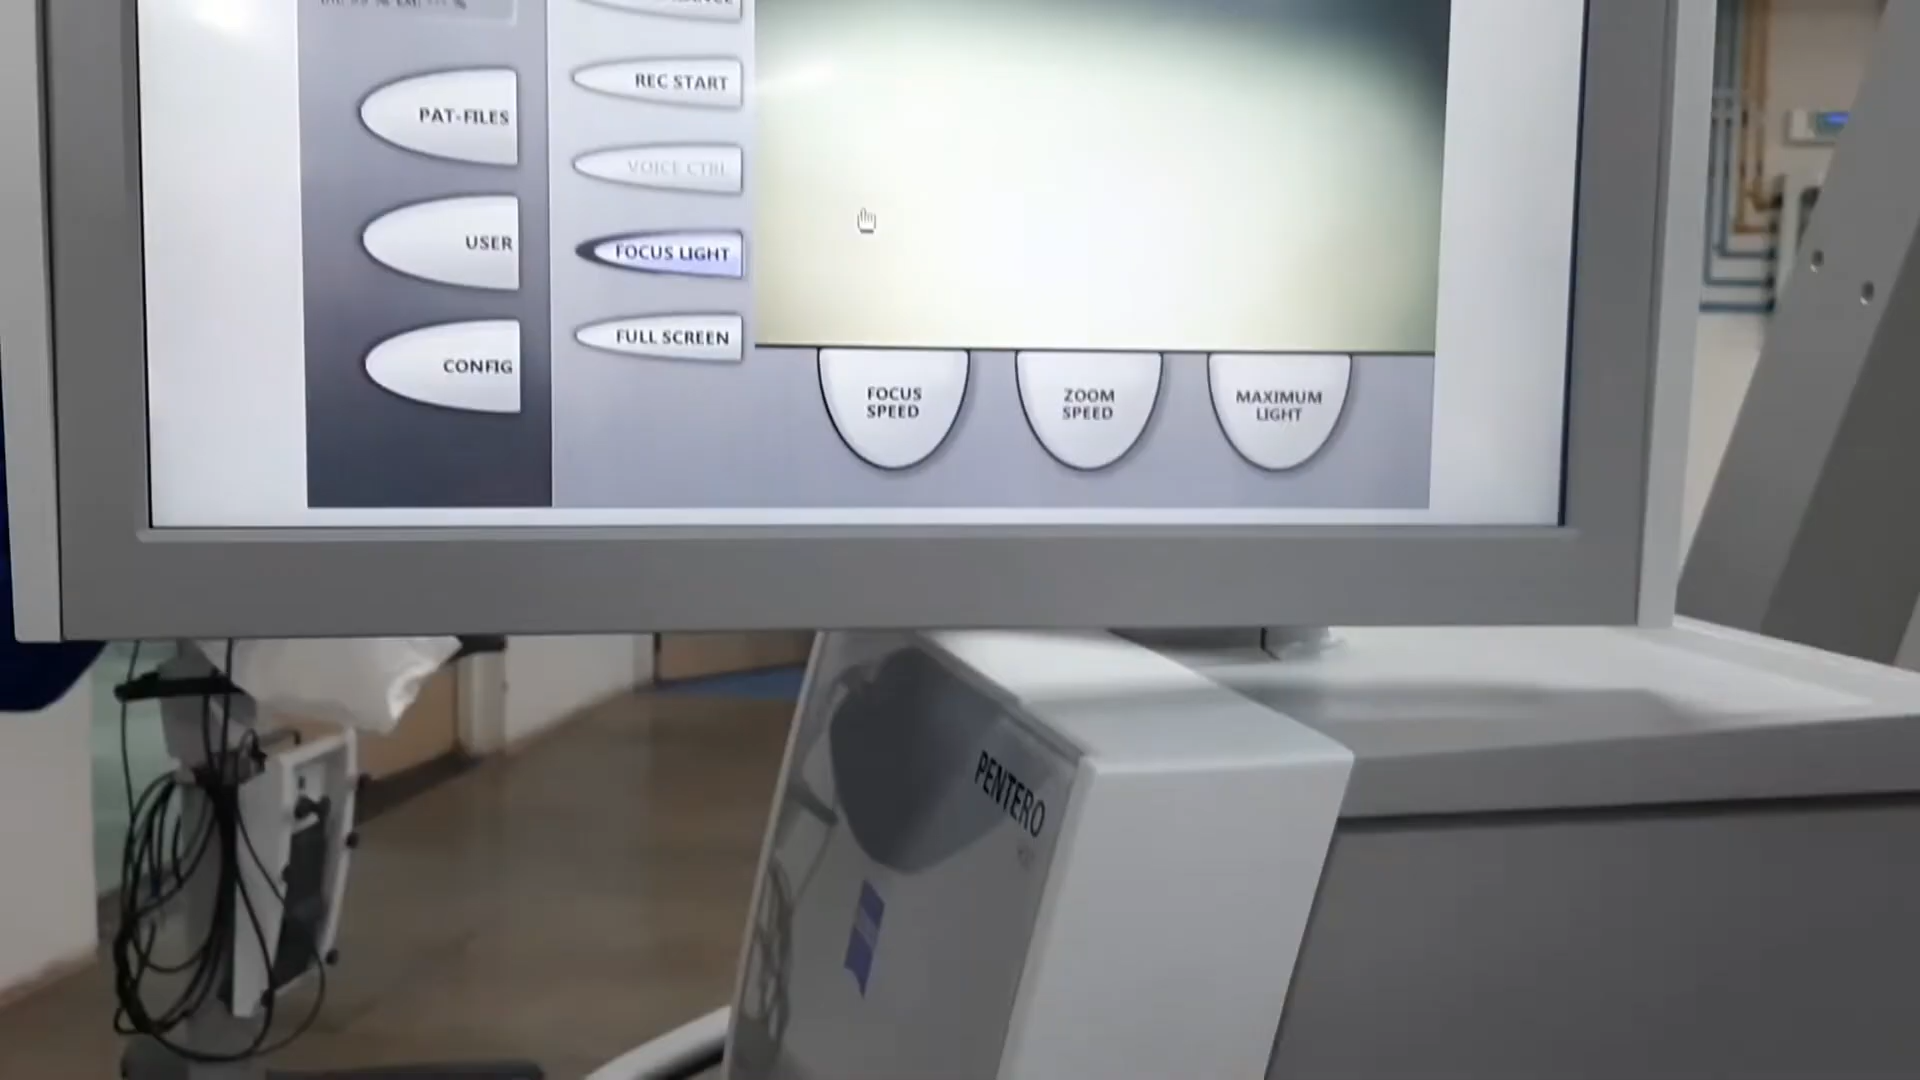 REC START
PAT-FILES
VOICE CTRL
USER
FOCUS LIGHT
FULL SCREEN
CONFIG
FOCUS
SPEED
ZOOM
SPEED
MAXIMUM
LIGHT
PENTERO